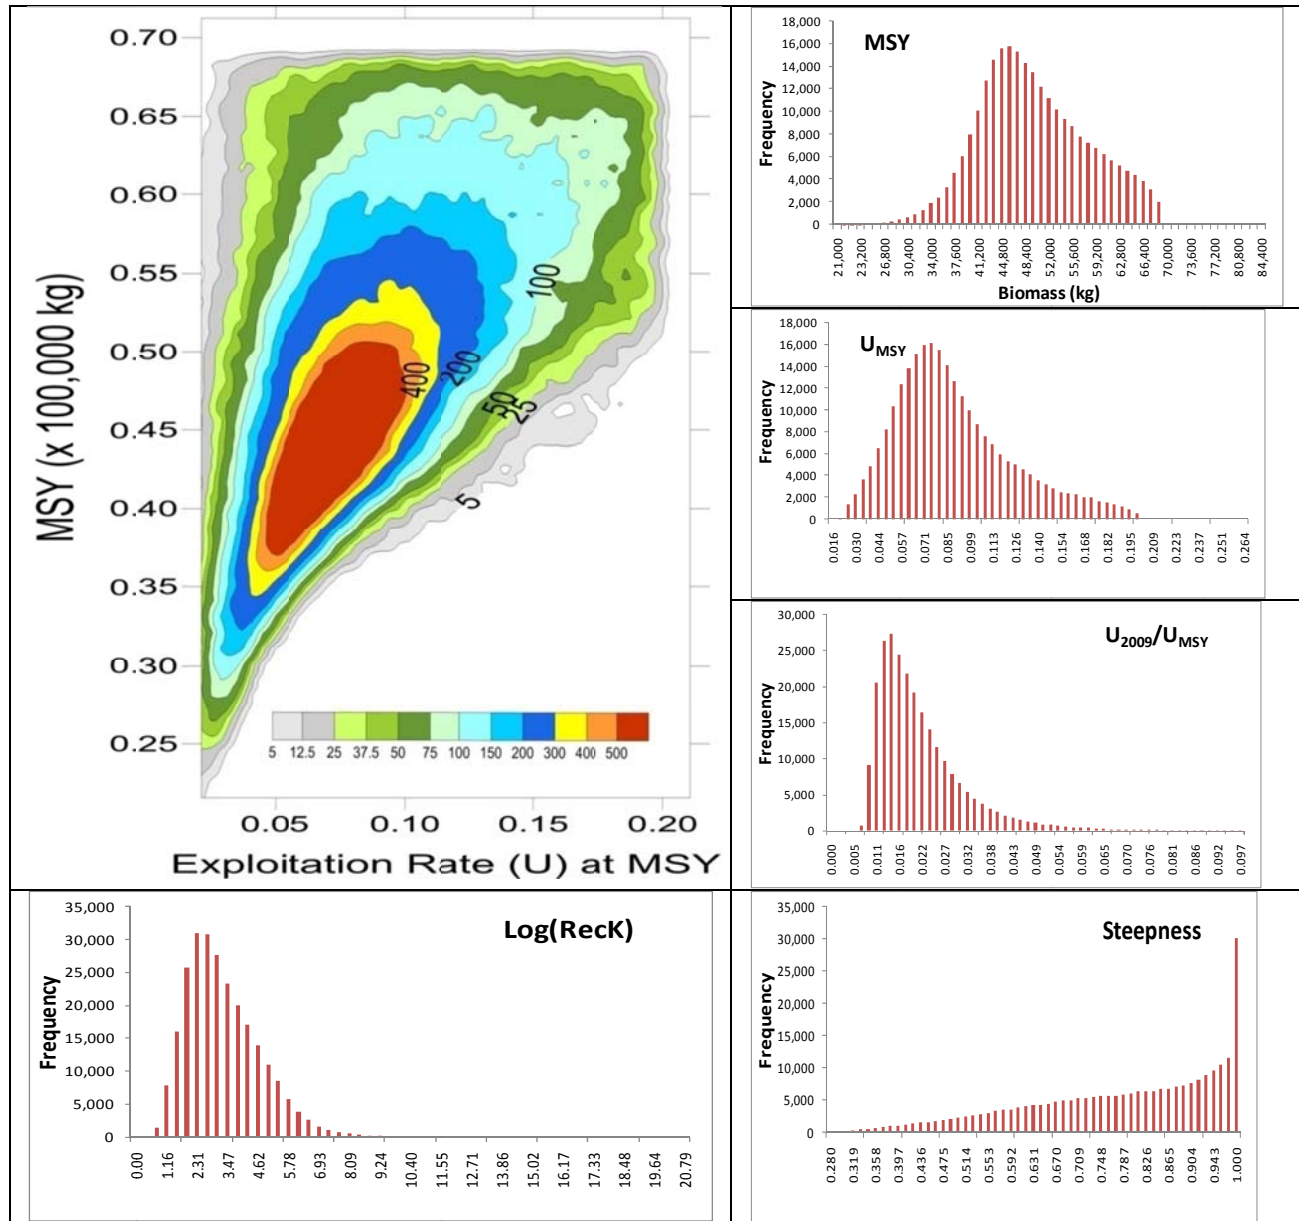 0.70
0.65
0.60
0.55
0.50
0.45
0.40
0.35
0.30
0.25
MSY (x 100,000 kg)
100
200
400
50
25
5
5 12.5 25 37.5 50 75 100 150 200 300 400 500
0.05 0.10 0.15 0.20
Exploitation Rate (U) at MSY
MSY
18,000
16,000
14,000
12,000
10,000
8,000
6,000
4,000
2,000
0
Frequency
21,000 23,200 26,800 30,400 34,000 37,600 41,200 44,800 48,400 52,000 55,600 59,200 62,800 66,400 70,000 73,600 77,200 80,800 84,400
Biomass (kg)
UMSY
18,000
16,000
14,000
12,000
10,000
8,000
6,000
4,000
2,000
0
Frequency
0.016 0.030 0.044 0.057 0.071 0.085 0.099 0.113 0.126 0.140 0.154 0.168 0.182 0.195 0.209 0.223 0.237 0.251 0.264
U2009/UMSY
30,000
25,000
20,000
15,000
10,000
5,000
0
Frequency
0.000 0.005 0.011 0.016 0.022 0.027 0.032 0.038 0.043 0.049 0.054 0.059 0.065 0.070 0.076 0.081 0.086 0.092 0.097
Log(RecK)
35,000
30,000
25,000
20,000
15,000
10,000
5,000
0
Frequency
0.00 1.16 2.31 3.47 4.62 5.78 6.93 8.09 9.24 10.40 11.55 12.71 13.86 15.02 16.17 17.33 18.48 19.64 20.79
Steepness
35,000
30,000
25,000
20,000
15,000
10,000
5,000
0
Frequency
0.280 0.319 0.358 0.397 0.436 0.475 0.514 0.553 0.592 0.631 0.670 0.709 0.748 0.787 0.826 0.865 0.904 0.943 1.000